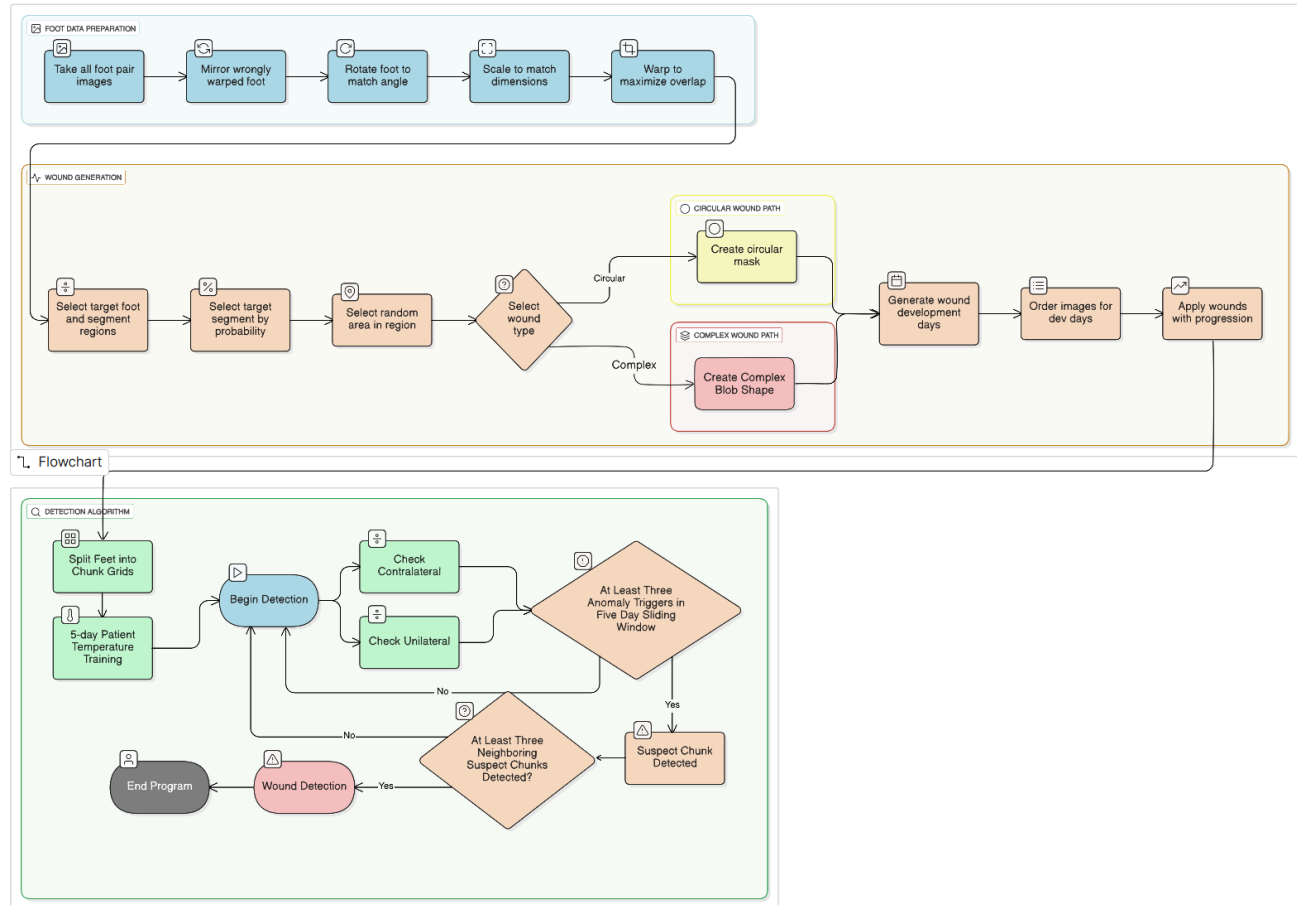 FOOT DATA PREPARATION
Take all foot pair
images
Mirror wrongly
warped foot
Rotate foot to
match angle
Scale to match
dimensions
Warp to
maximize overlap
WOUND GENERATION
Select target foot
and segment
regions
Select target
segment by
probability
Select random
area in region
Select
wound
type
Circular
Complex
CIRCULAR WOUND PATH
Create circular
mask
COMPLEX WOUND PATH
Create Complex
Blob Shape
Generate wound
development
days
Order images for
dev days
Apply wounds
with progression
Flowchart
DETECTION ALGORITHM
Split Feet into
Chunk Grids
5-day Patient
Temperature
Training
Begin Detection
Check
Contralateral
Check Unilateral
At Least Three
Anomaly Triggers in
Five Day Sliding
Window
No
Yes
Suspect Chunk
Detected
At Least Three
Neighboring
Suspect Chunks
Detected?
No
Yes
Wound Detection
End Program